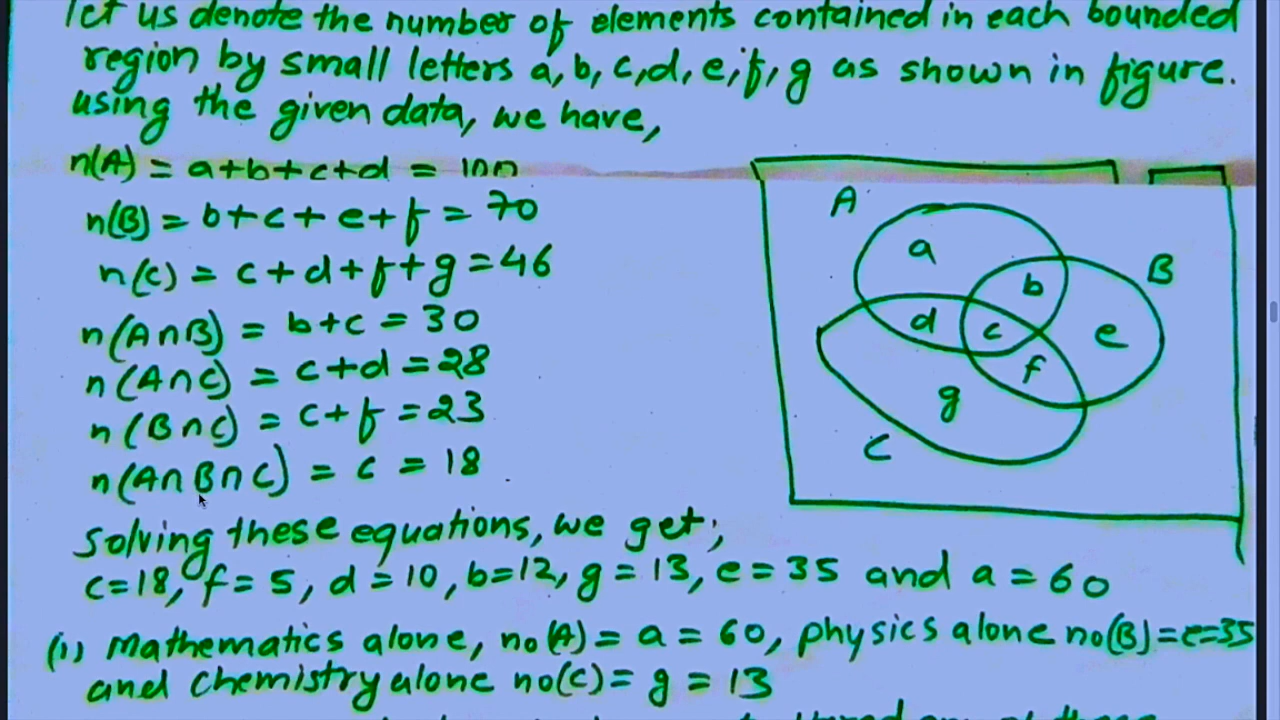 let us denote the number of elements contained in each bounded
region by small letters a, b, c, d, e, f, g as shown in figure.
using the given data, we have,
n(A) = a+b+c+d = 100
n(B) = b+c+e+f = 70
n(C) = c+d+f+g = 46
n(A∩B) = b+c = 30
n(A∩C) = c+d = 28
n(B∩C) = c+f = 23
n(A∩B∩C) = c = 18
A
a
b
B
d
c
e
f
g
C
Solving these equations, we get;
c=18, f=5, d=10, b=12, g=13, e=35 and a=60
(i) Mathematics alone, no(A) = a = 60, physics alone no(B)=e=35
and chemistry alone no(C) = g = 13